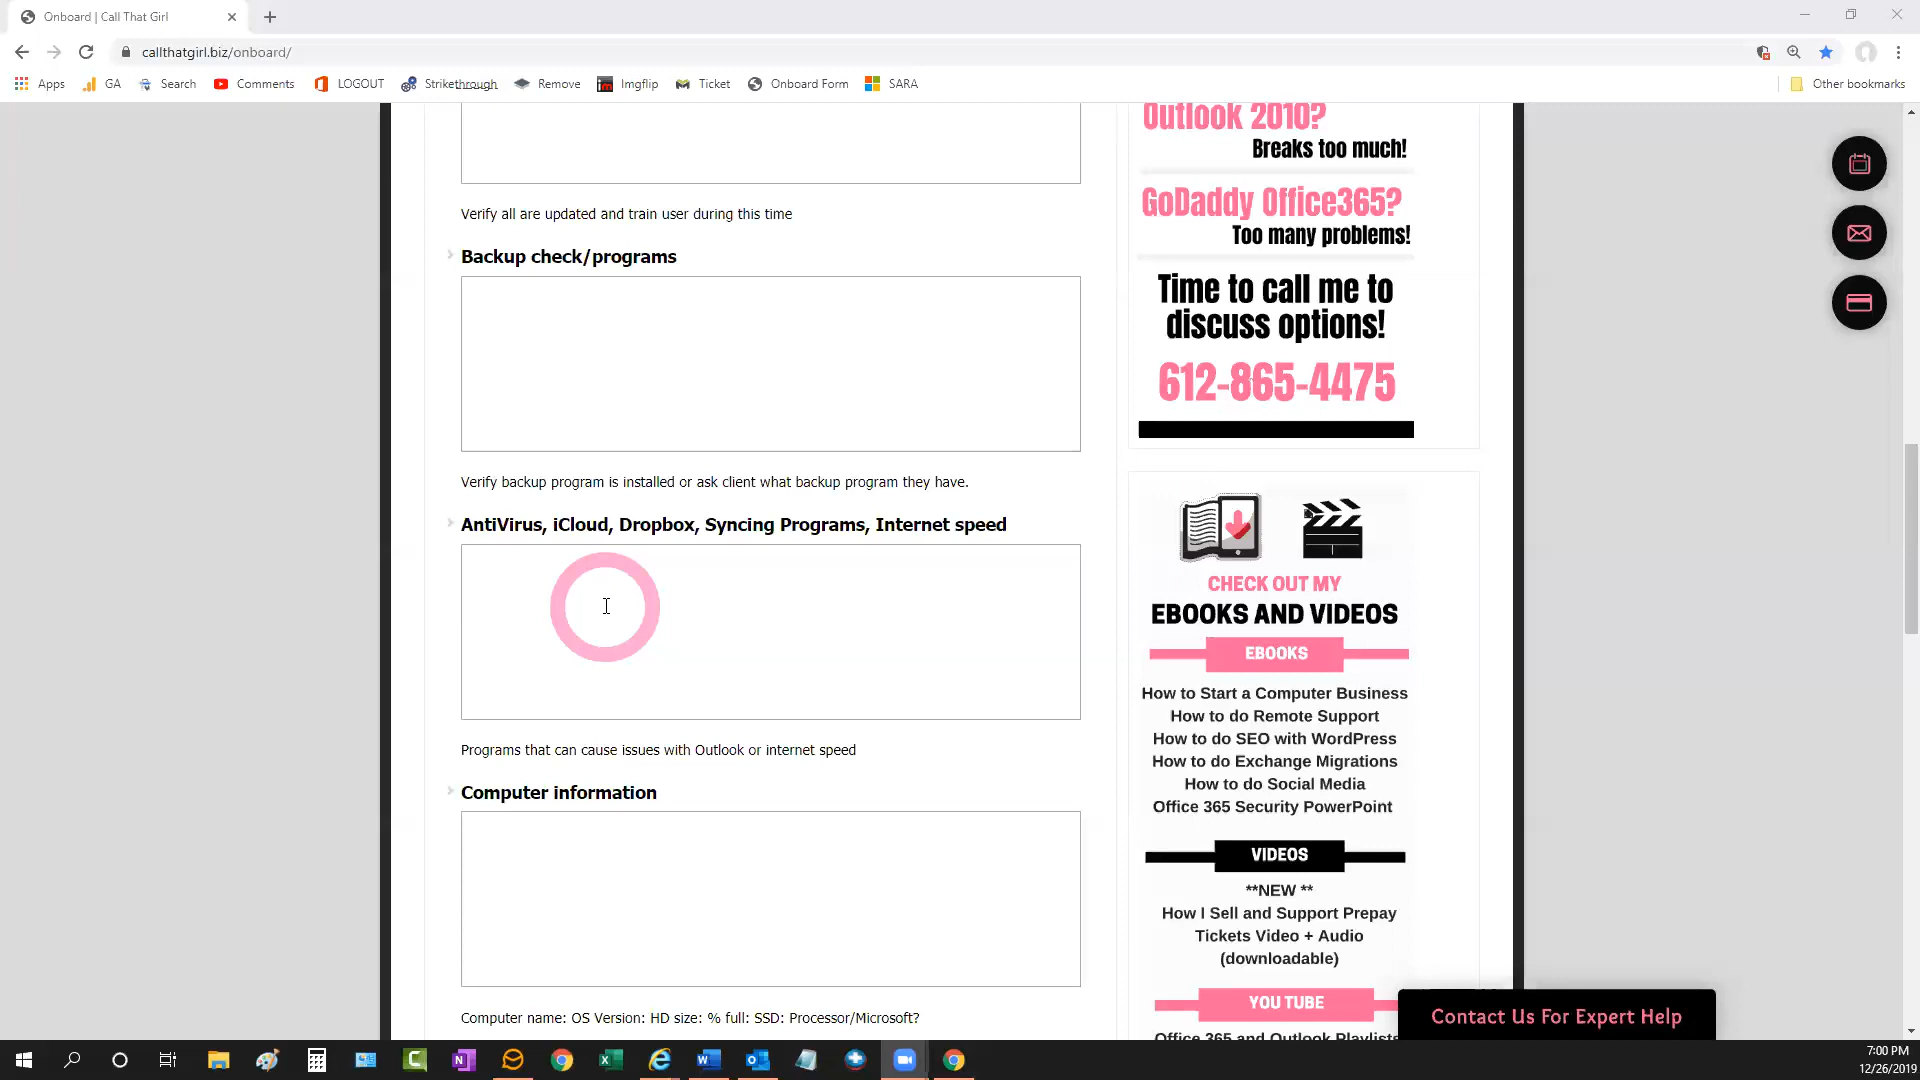 Onboard | Call That Girl
callthatgirl.biz/onboard/
Apps GA Search Comments LOGOUT Strikethrough Remove Imgflip Ticket Onboard Form SARA Other bookmarks
Verify all are updated and train user during this time
Backup check/programs
Verify backup program is installed or ask client what backup program they have.
AntiVirus, iCloud, Dropbox, Syncing Programs, Internet speed
Programs that can cause issues with Outlook or internet speed
Computer information
Computer name: OS Version: HD size: % full: SSD: Processor/Microsoft?
Outlook 2010?
Breaks too much!
GoDaddy Office365?
Too many problems!
Time to call me to
discuss options!
612-865-4475
CHECK OUT MY
EBOOKS AND VIDEOS
EBOOKS
How to Start a Computer Business
How to do Remote Support
How to do SEO with WordPress
How to do Exchange Migrations
How to do Social Media
Office 365 Security PowerPoint
VIDEOS
**NEW **
How I Sell and Support Prepay
Tickets Video + Audio
(downloadable)
YOU TUBE
Office 365 and Outlook Playlists
Contact Us For Expert Help
7:00 PM
12/26/2019